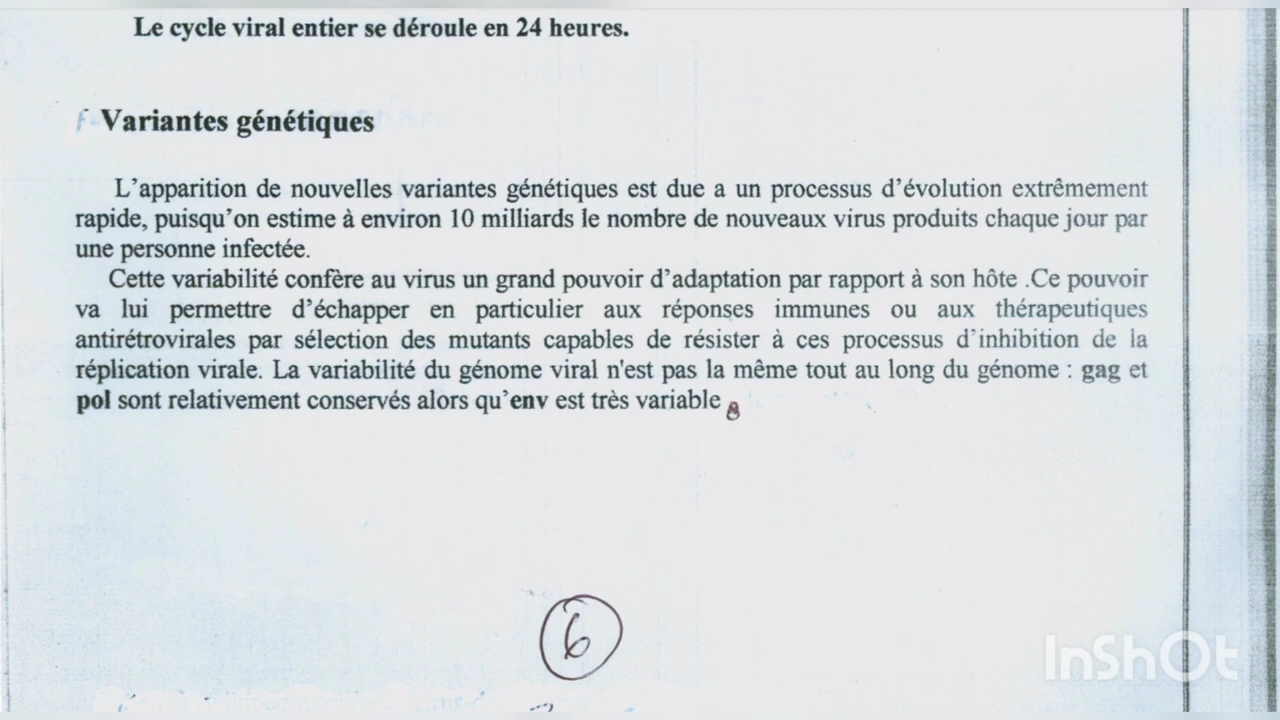 Le cycle viral entier se déroule en 24 heures.
Variantes génétiques
L'apparition de nouvelles variantes génétiques est due a un processus d'évolution extrêmement
rapide, puisqu'on estime à environ 10 milliards le nombre de nouveaux virus produits chaque jour par
une personne infectée.
Cette variabilité confère au virus un grand pouvoir d'adaptation par rapport à son hôte .Ce pouvoir
va lui permettre d'échapper en particulier aux réponses immunes ou aux thérapeutiques
antirétrovirales par sélection des mutants capables de résister à ces processus d'inhibition de la
réplication virale. La variabilité du génome viral n'est pas la même tout au long du génome : gag et
pol sont relativement conservés alors qu'env est très variable
6
InShOt